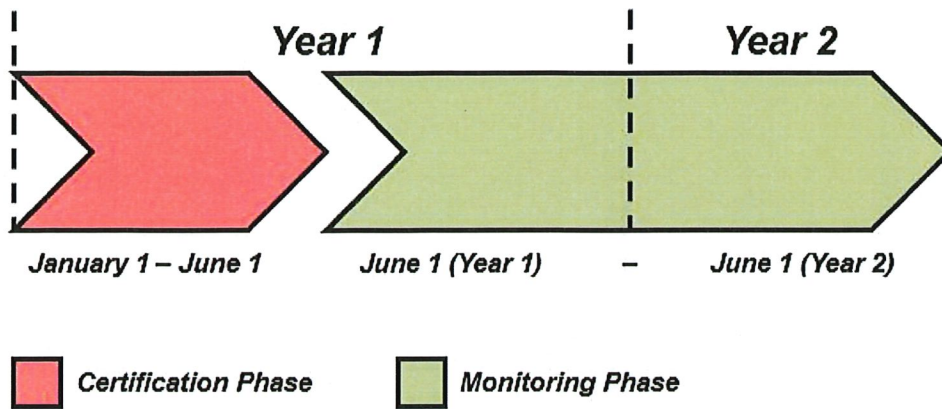 Year 1 Year 2
January 1 – June 1 June 1 (Year 1) – June 1 (Year 2)
Certification Phase Monitoring Phase